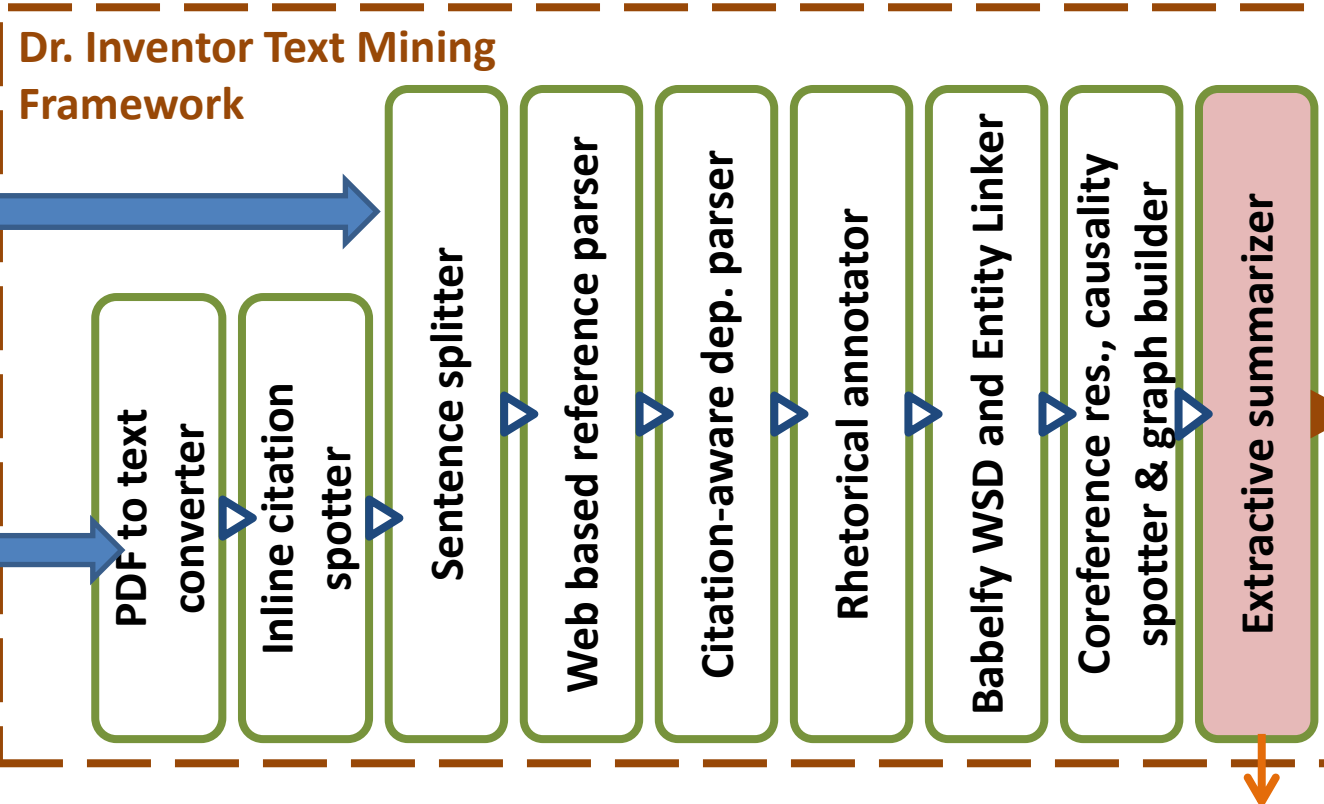 Dr. Inventor Text Mining
Framework
PDF to text
converter
Inline citation
spotter
Sentence splitter
Web based reference parser
Citation-aware dep. parser
Rhetorical annotator
Babelfy WSD and Entity Linker
Coreference res., causality
spotter & graph builder
Extractive summarizer